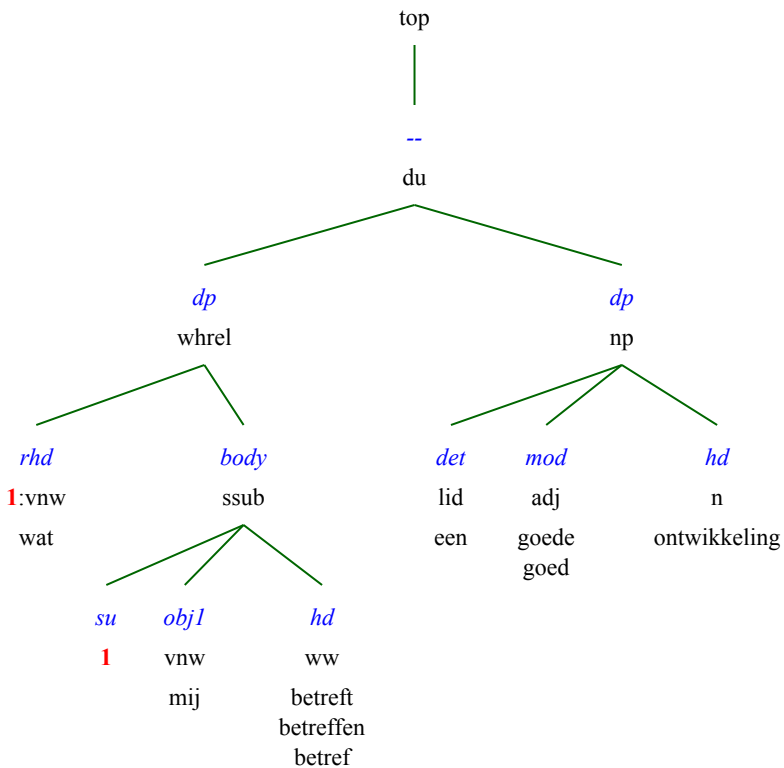 top
--
du
dp dp
whrel np
rhd body det mod hd
1:vnw ssub lid adj n
wat een goede ontwikkeling
goed
su obj1 hd
1 vnw ww
mij betreft
betreffen
betref